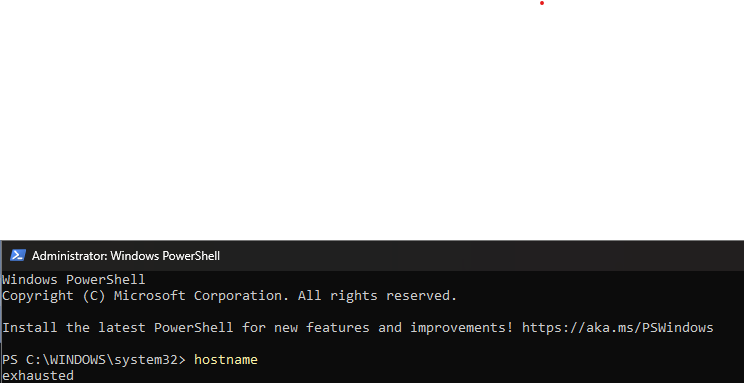 Administrator: Windows PowerShell
Windows PowerShell
Copyright (C) Microsoft Corporation. All rights reserved.
Install the latest PowerShell for new features and improvements! https://aka.ms/PSWindows
PS C:\WINDOWS\system32> hostname
exhausted